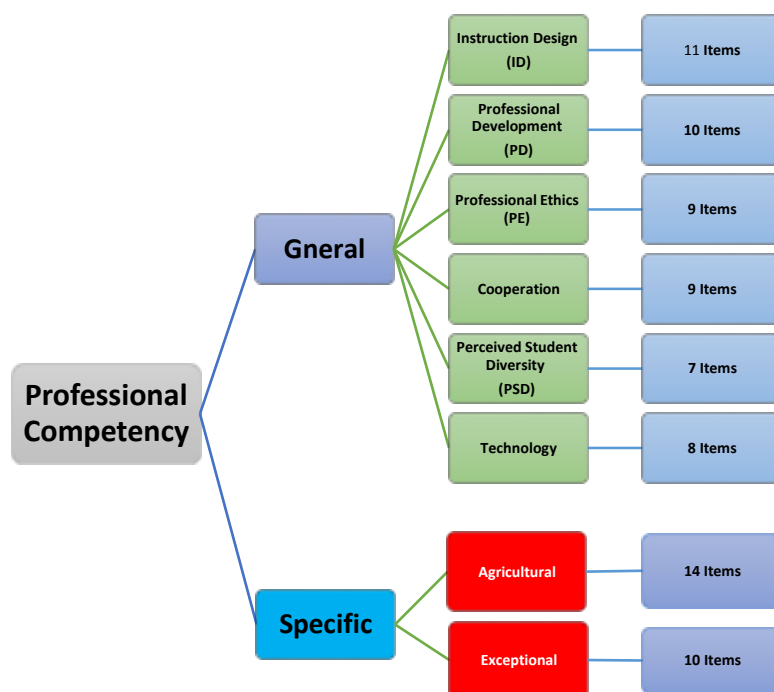 Instruction Design
(ID)
11 Items
Professional
Development
(PD)
10 Items
Professional Ethics
(PE)
9 Items
Gneral
Cooperation
9 Items
Perceived Student
Diversity
(PSD)
7 Items
Professional
Competency
Technology
8 Items
Agricultural
14 Items
Specific
Exceptional
10 Items